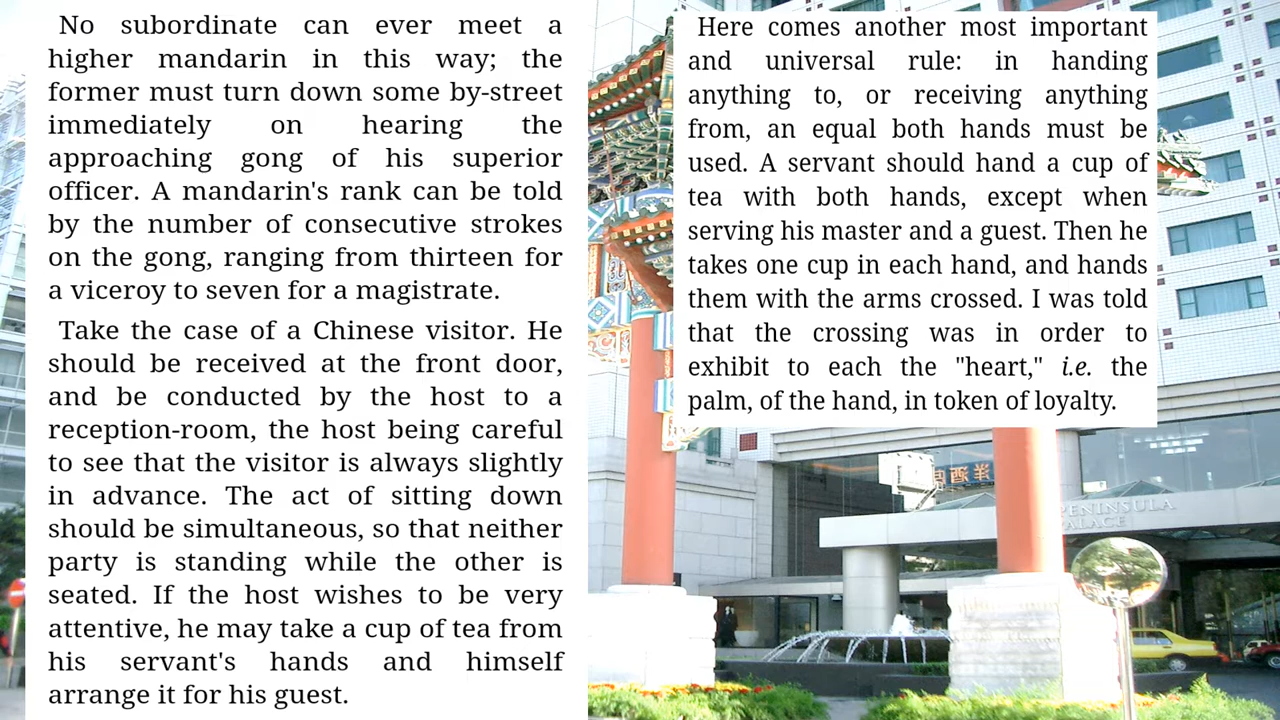 No subordinate can ever meet a
higher mandarin in this way; the
former must turn down some by-street
immediately on hearing the
approaching gong of his superior
officer. A mandarin's rank can be told
by the number of consecutive strokes
on the gong, ranging from thirteen for
a viceroy to seven for a magistrate.
Take the case of a Chinese visitor. He
should be received at the front door,
and be conducted by the host to a
reception-room, the host being careful
to see that the visitor is always slightly
in advance. The act of sitting down
should be simultaneous, so that neither
party is standing while the other is
seated. If the host wishes to be very
attentive, he may take a cup of tea from
his servant's hands and himself
arrange it for his guest.
Here comes another most important
and universal rule: in handing
anything to, or receiving anything
from, an equal both hands must be
used. A servant should hand a cup of
tea with both hands, except when
serving his master and a guest. Then he
takes one cup in each hand, and hands
them with the arms crossed. I was told
that the crossing was in order to
exhibit to each the "heart," i.e. the
palm, of the hand, in token of loyalty.
PENINSULA
PALACE